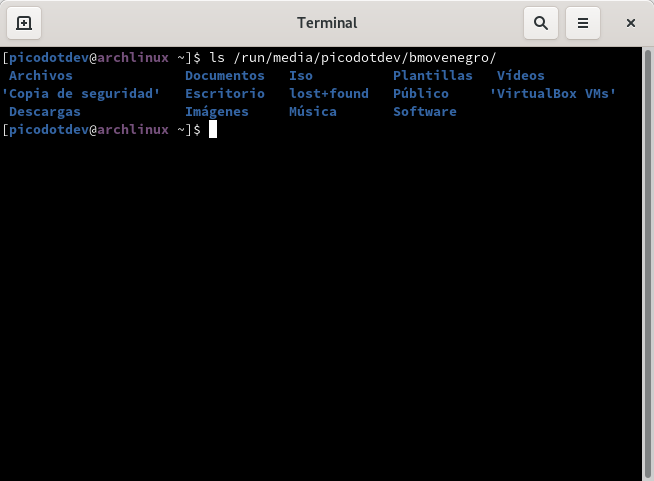 Terminal
[picodotdev@archlinux ~]$ ls /run/media/picodotdev/bmovenegro/
Archivos Documentos Iso Plantillas Vídeos
'Copia de seguridad' Escritorio lost+found Público 'VirtualBox VMs'
Descargas Imágenes Música Software
[picodotdev@archlinux ~]$